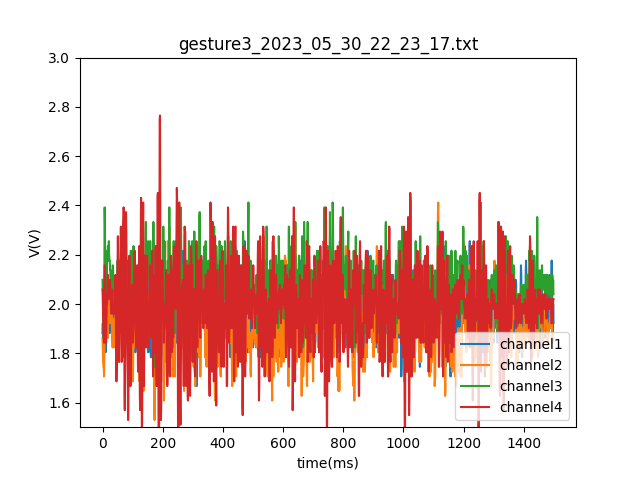 gesture3_2023_05_30_22_23_17.txt
3.0
2.8
2.6
2.4
2.2
2.0
1.8
1.6
V(V)
0 200 400 600 800 1000 1200 1400
time(ms)
channel1
channel2
channel3
channel4